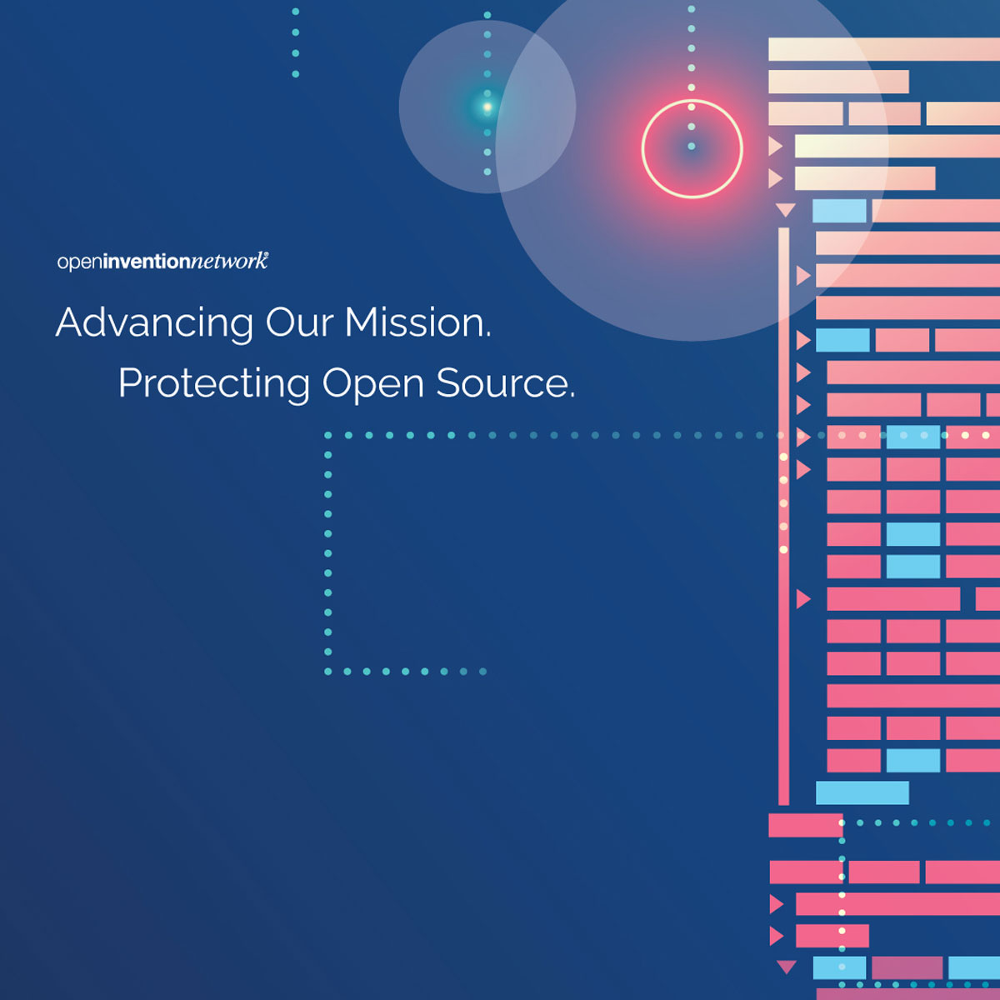 openinventionnetwork®
Advancing Our Mission.
Protecting Open Source.